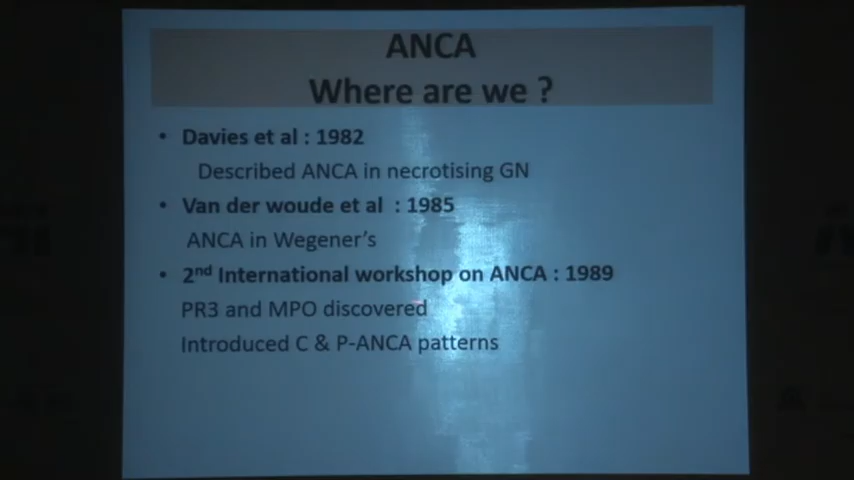 ANCA
Where are we ?
• Davies et al : 1982
Described ANCA in necrotising GN
• Van der woude et al : 1985
ANCA in Wegener's
• 2nd International workshop on ANCA : 1989
PR3 and MPO discovered
Introduced C & P-ANCA patterns